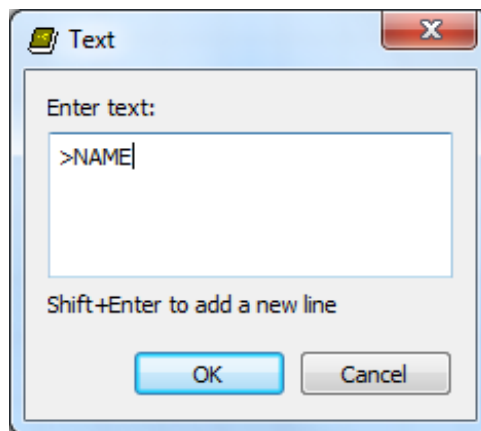 Text
Enter text:
>NAME
Shift+Enter to add a new line
OK Cancel